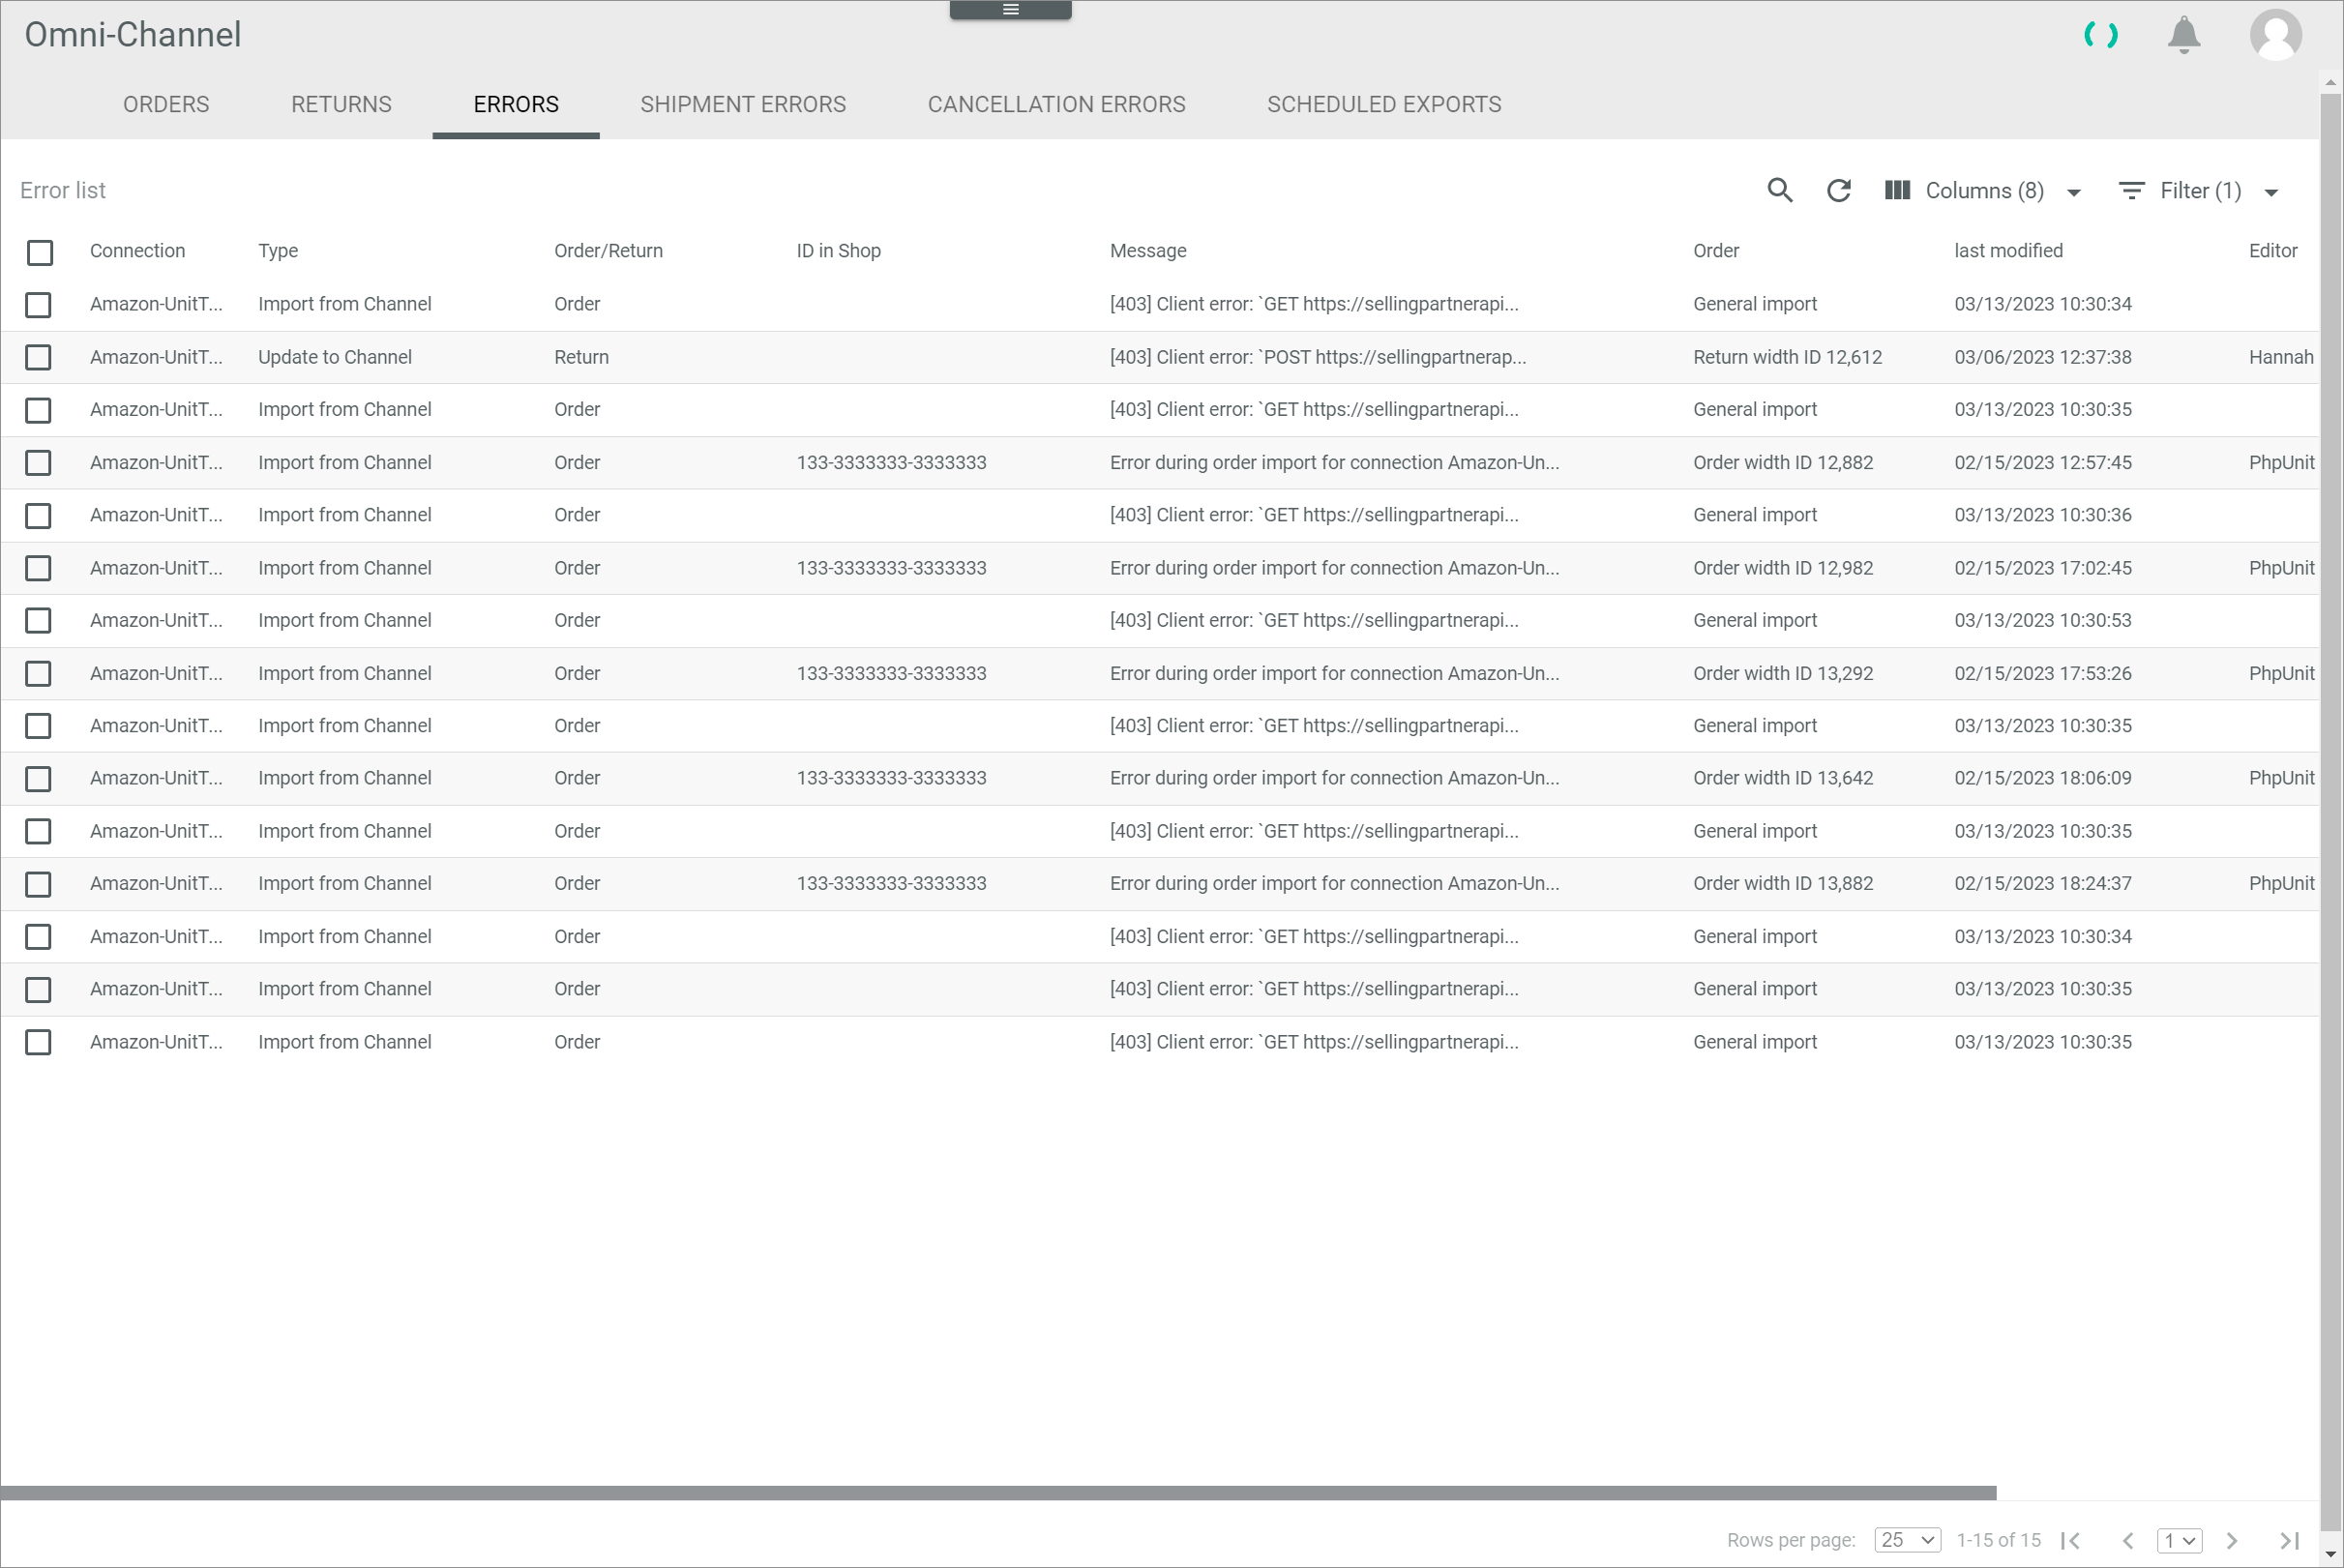 Omni-Channel
ORDERS RETURNS ERRORS SHIPMENT ERRORS CANCELLATION ERRORS SCHEDULED EXPORTS
Error list Columns (8) Filter (1)
Connection Type Order/Return ID in Shop Message Order last modified Editor
Amazon-UnitT... Import from Channel Order [403] Client error: `GET https://sellingpartnerapi... General import 03/13/2023 10:30:34
Amazon-UnitT... Update to Channel Return [403] Client error: `POST https://sellingpartnerap... Return width ID 12,612 03/06/2023 12:37:38 Hannah
Amazon-UnitT... Import from Channel Order [403] Client error: `GET https://sellingpartnerapi... General import 03/13/2023 10:30:35
Amazon-UnitT... Import from Channel Order 133-3333333-3333333 Error during order import for connection Amazon-Un... Order width ID 12,882 02/15/2023 12:57:45 PhpUnit
Amazon-UnitT... Import from Channel Order [403] Client error: `GET https://sellingpartnerapi... General import 03/13/2023 10:30:36
Amazon-UnitT... Import from Channel Order 133-3333333-3333333 Error during order import for connection Amazon-Un... Order width ID 12,982 02/15/2023 17:02:45 PhpUnit
Amazon-UnitT... Import from Channel Order [403] Client error: `GET https://sellingpartnerapi... General import 03/13/2023 10:30:53
Amazon-UnitT... Import from Channel Order 133-3333333-3333333 Error during order import for connection Amazon-Un... Order width ID 13,292 02/15/2023 17:53:26 PhpUnit
Amazon-UnitT... Import from Channel Order [403] Client error: `GET https://sellingpartnerapi... General import 03/13/2023 10:30:35
Amazon-UnitT... Import from Channel Order 133-3333333-3333333 Error during order import for connection Amazon-Un... Order width ID 13,642 02/15/2023 18:06:09 PhpUnit
Amazon-UnitT... Import from Channel Order [403] Client error: `GET https://sellingpartnerapi... General import 03/13/2023 10:30:35
Amazon-UnitT... Import from Channel Order 133-3333333-3333333 Error during order import for connection Amazon-Un... Order width ID 13,882 02/15/2023 18:24:37 PhpUnit
Amazon-UnitT... Import from Channel Order [403] Client error: `GET https://sellingpartnerapi... General import 03/13/2023 10:30:34
Amazon-UnitT... Import from Channel Order [403] Client error: `GET https://sellingpartnerapi... General import 03/13/2023 10:30:35
Amazon-UnitT... Import from Channel Order [403] Client error: `GET https://sellingpartnerapi... General import 03/13/2023 10:30:35
Rows per page: 25 1-15 of 15 1